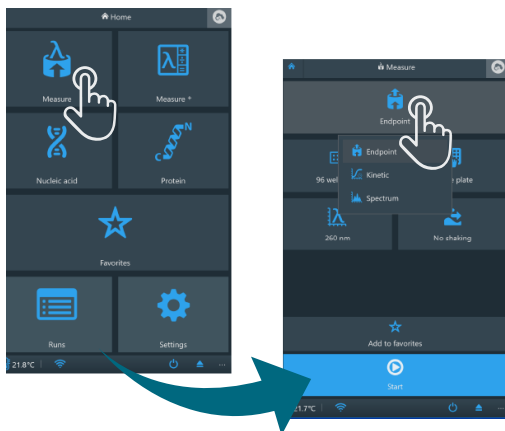 Home
λ
λ
Measure
Measure +
N
C
Nucleic acid
Protein
Favorites
Runs
Settings
21.8°C
Measure
Endpoint
Endpoint
Kinetic
Spectrum
96 wel
plate
λ
260 nm
No shaking
Add to favorites
Start
21.7°C